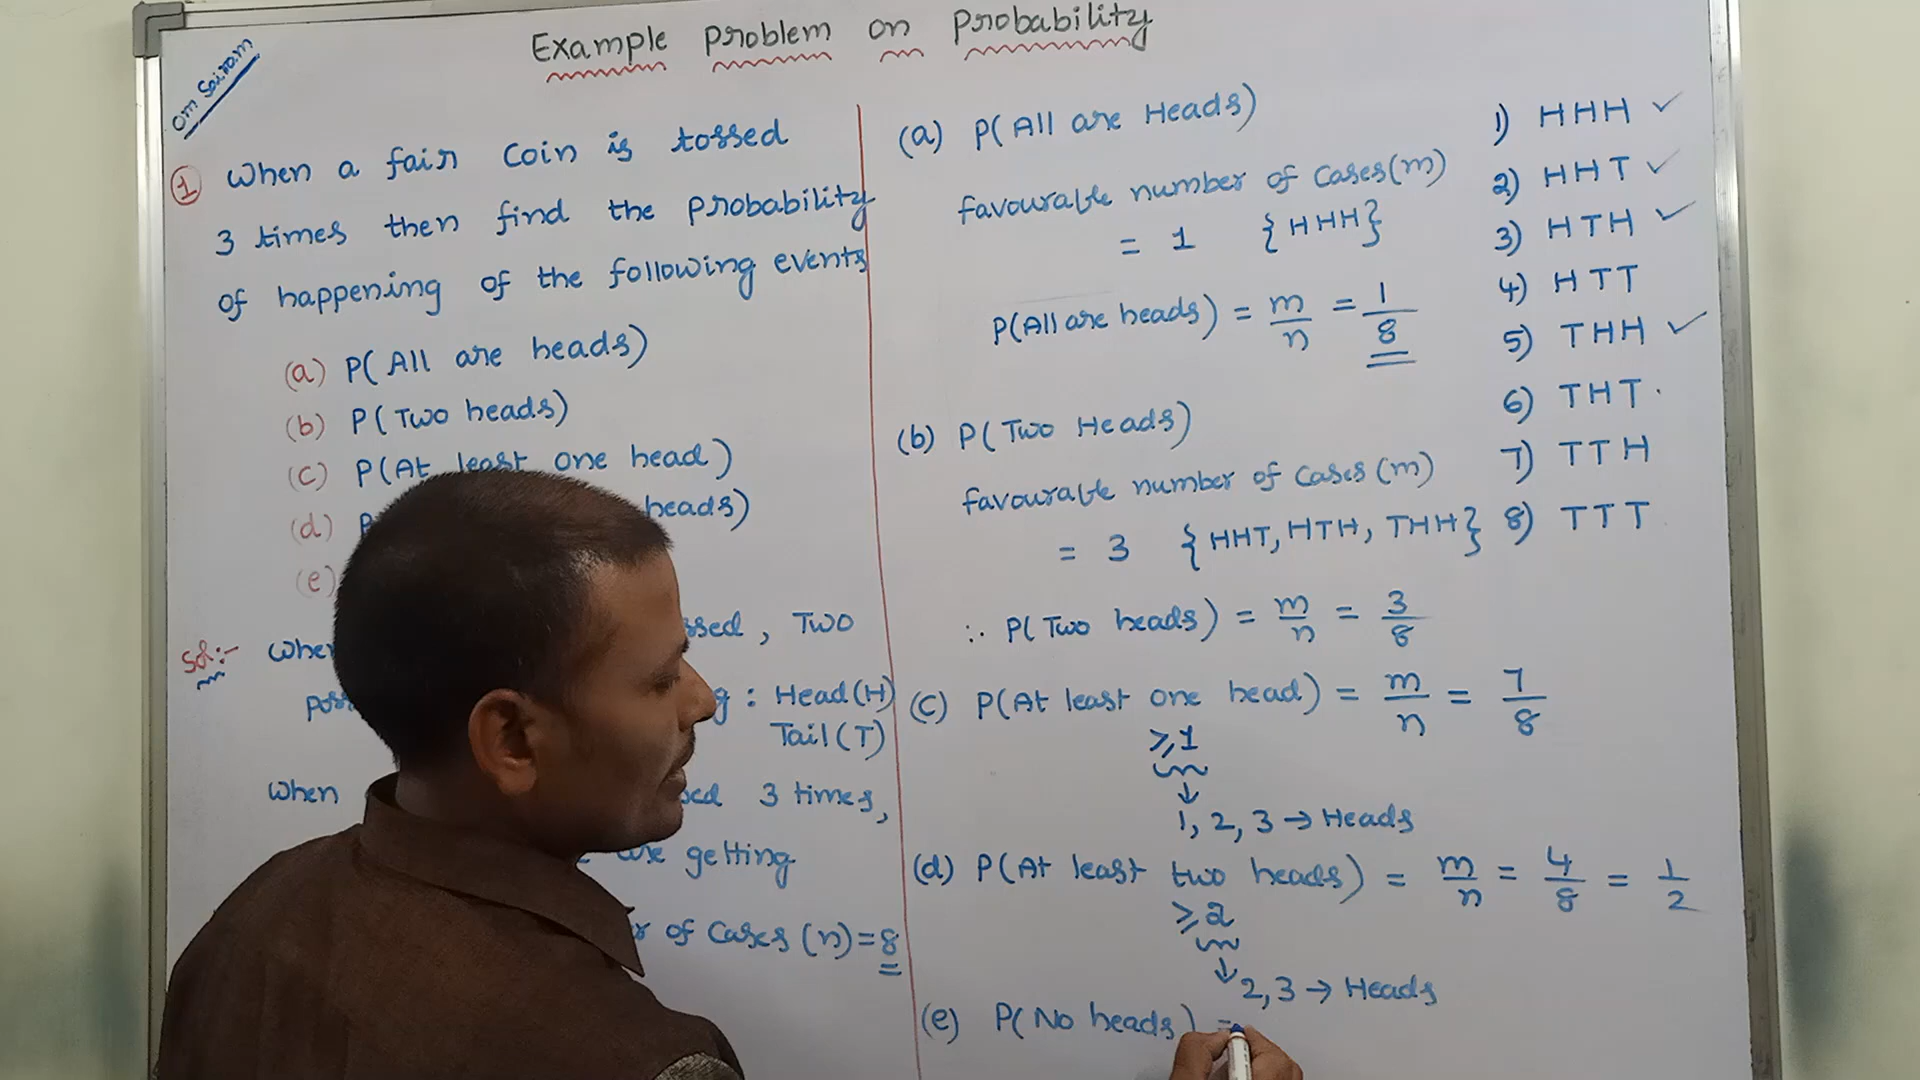 Example problem on probability
Om Sairam
1 When a fair coin is tossed
3 times then find the probability
of happening of the following events
(a) P(All are heads)
(b) P(Two heads)
(c) P(At least one head)
(d) P heads)
(e)
Sol:- When ssed, Two
poss g : Head(H)
Tail(T)
when sed 3 times,
are getting
r of cases (n)=8
(a) P(All are Heads)
favourable number of cases(m)
= 1 {HHH}
P(All are heads) = m/n = 1/8
(b) P(Two Heads)
favourable number of cases (m)
= 3 {HHT, HTH, THH}
∴ P(Two heads) = m/n = 3/8
(c) P(At least one head) = m/n = 7/8
≥1
↓
1, 2, 3 → Heads
(d) P(At least two heads) = m/n = 4/8 = 1/2
≥2
↓
2,3 → Heads
(e) P(No heads) =
1) HHH ✓
2) HHT ✓
3) HTH ✓
4) HTT
5) THH ✓
6) THT.
7) TTH
8) TTT